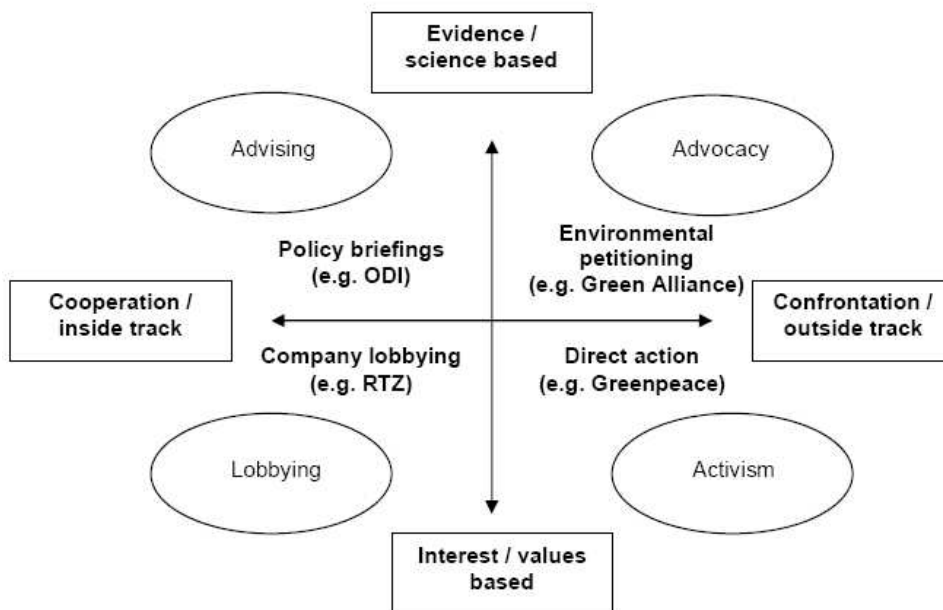 Evidence /
science based
Advising
Advocacy
Policy briefings
(e.g. ODI)
Environmental
petitioning
(e.g. Green Alliance)
Cooperation /
inside track
Confrontation /
outside track
Company lobbying
(e.g. RTZ)
Direct action
(e.g. Greenpeace)
Lobbying
Activism
Interest / values
based